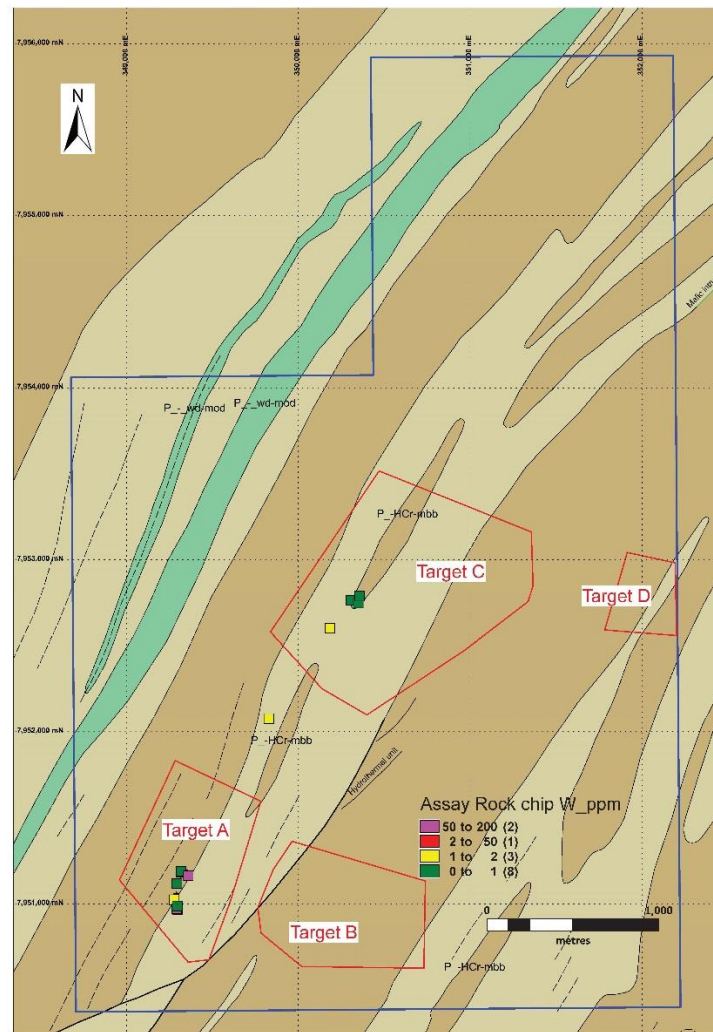 349,000 mE
350,000 mE
351,000 mE
352,000 mE
7,956,000 mN
N
7,955,000 mN
Mafic
7,954,000 mN
P_-_wd-mod
P_-_wd-mod
P_-HCr-mbb
7,953,000 mN
Target C
Target D
7,952,000 mN
P_-HCr-mbb
Hydrothermal unit
Assay Rock chip W_ppm
50 to 200 (2)
2 to 50 (1)
1 to 2 (3)
0 to 1 (8)
Target A
7,951,000 mN
Target B
0 1,000
metres
P_-HCr-mbb